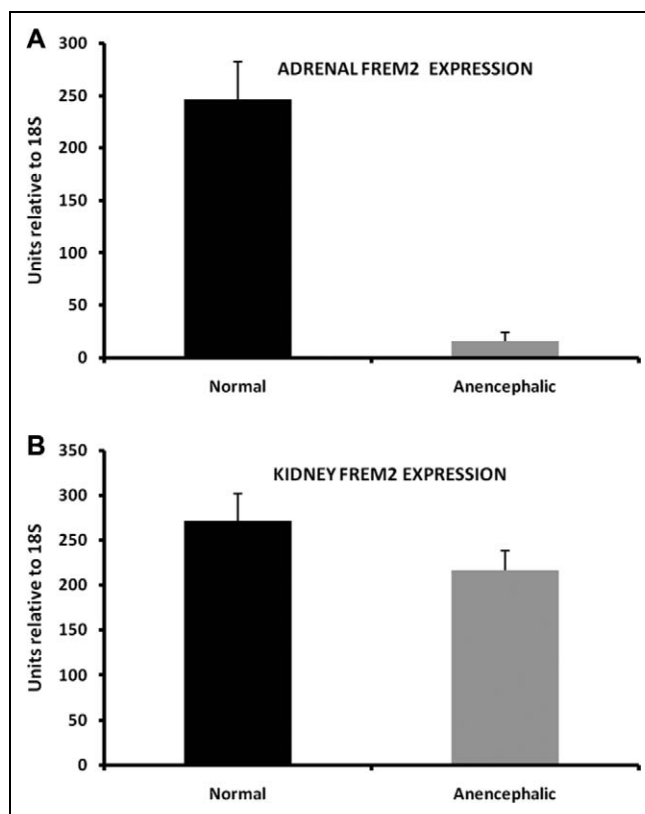 A
ADRENAL FREM2 EXPRESSION
Units relative to 18S
300
250
200
150
100
50
0
Normal Anencephalic
B
KIDNEY FREM2 EXPRESSION
Units relative to 18S
350
300
250
200
150
100
50
0
Normal Anencephalic